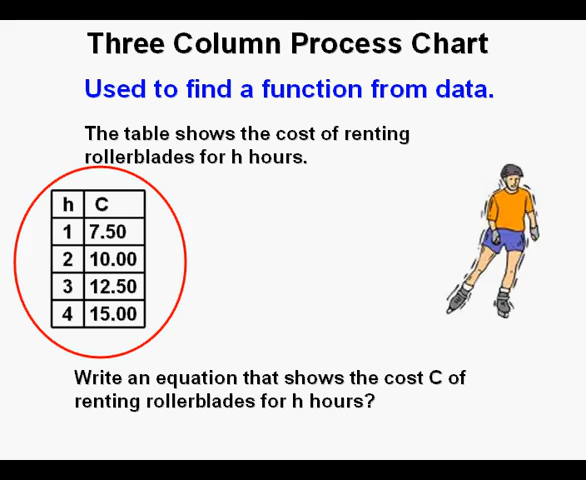 Three Column Process Chart
Used to find a function from data.
The table shows the cost of renting
rollerblades for h hours.
h C
1 7.50
2 10.00
3 12.50
4 15.00
Write an equation that shows the cost C of
renting rollerblades for h hours?